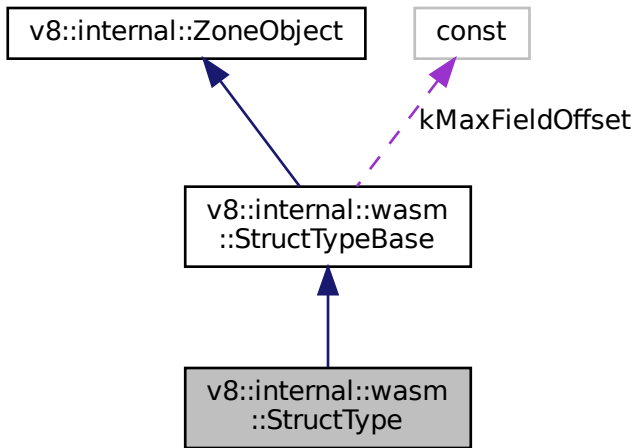 v8::internal::ZoneObject
const
kMaxFieldOffset
v8::internal::wasm
::StructTypeBase
v8::internal::wasm
::StructType